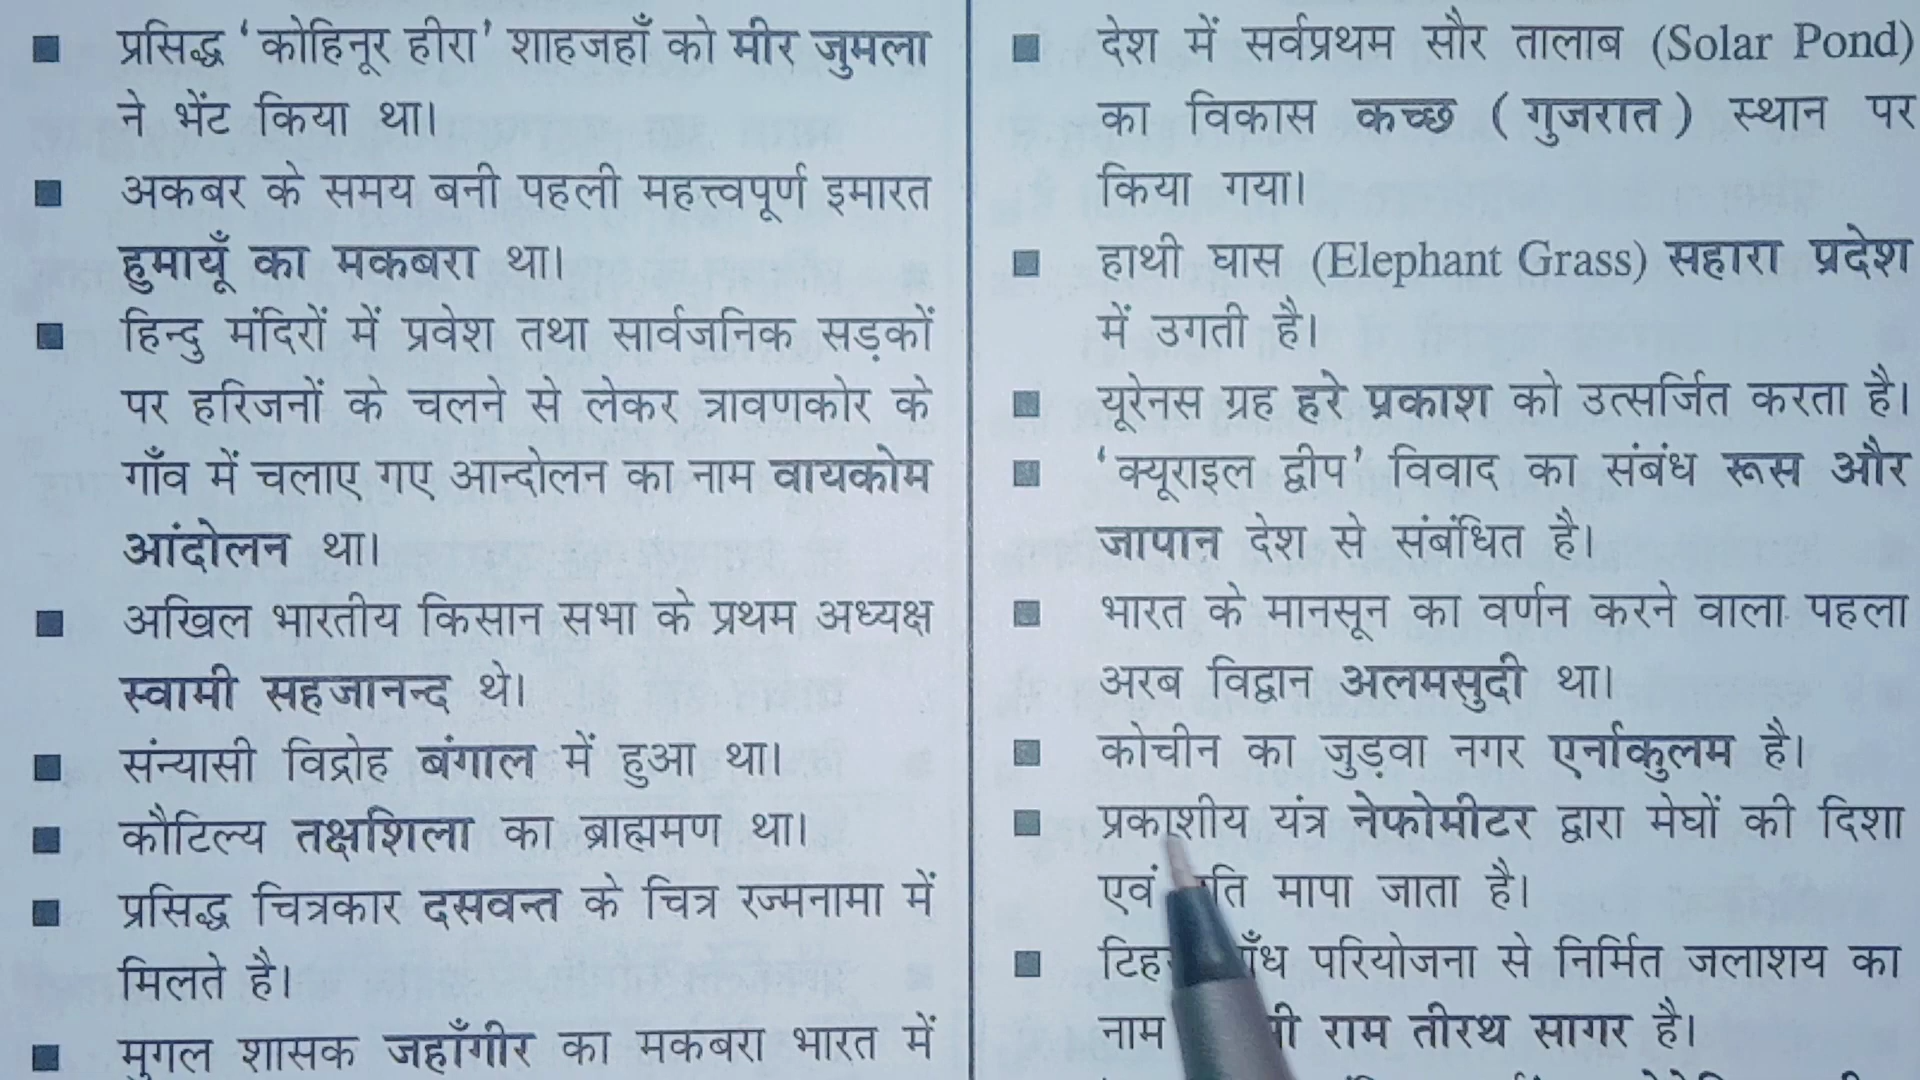 प्रसिद्ध ‘कोहिनूर हीरा’ शाहजहाँ को मीर जुमला
ने भेंट किया था।
अकबर के समय बनी पहली महत्त्वपूर्ण इमारत
हुमायूँ का मकबरा था।
हिन्दु मंदिरों में प्रवेश तथा सार्वजनिक सड़कों
पर हरिजनों के चलने से लेकर त्रावणकोर के
गाँव में चलाए गए आन्दोलन का नाम वायकोम
आंदोलन था।
अखिल भारतीय किसान सभा के प्रथम अध्यक्ष
स्वामी सहजानन्द थे।
संन्यासी विद्रोह बंगाल में हुआ था।
कौटिल्य तक्षशिला का ब्राह्ममण था।
प्रसिद्ध चित्रकार दसवन्त के चित्र रज्मनामा में
मिलते है।
मुगल शासक जहाँगीर का मकबरा भारत में
देश में सर्वप्रथम सौर तालाब (Solar Pond)
का विकास कच्छ (गुजरात) स्थान पर
किया गया।
हाथी घास (Elephant Grass) सहारा प्रदेश
में उगती है।
यूरेनस ग्रह हरे प्रकाश को उत्सर्जित करता है।
‘क्यूराइल द्वीप’ विवाद का संबंध रूस और
जापान देश से संबंधित है।
भारत के मानसून का वर्णन करने वाला पहला
अरब विद्वान अलमसुदी था।
कोचीन का जुड़वा नगर एर्नाकुलम है।
प्रकाशीय यंत्र नेफोमीटर द्वारा मेघों की दिशा
एवं मापा जाता है।
परियोजना से निर्मित जलाशय का
नाम राम तीरथ सागर है।